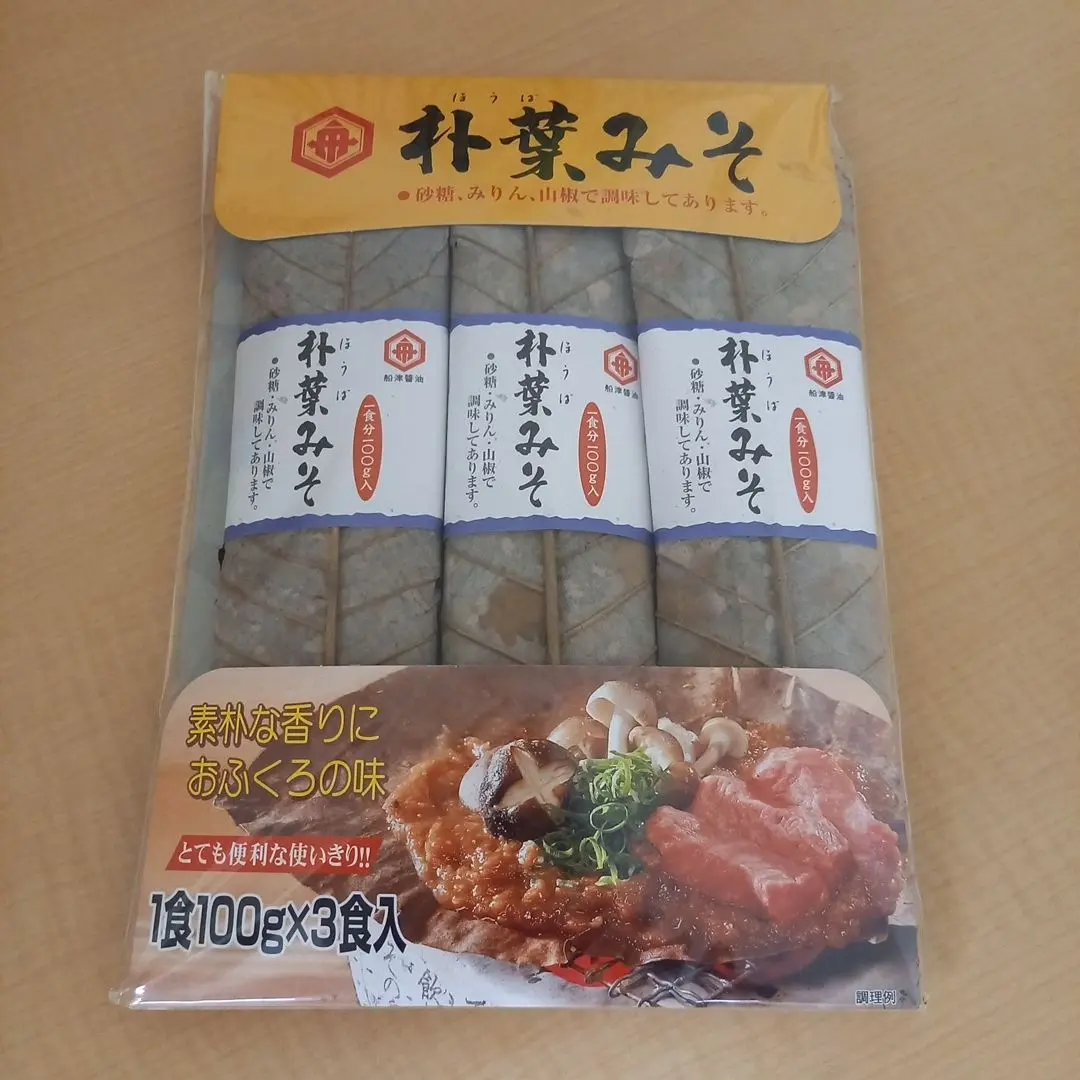 ほうば
朴葉みそ
●砂糖、みりん、山椒で調味してあります。
朴葉みそ
ほうば
●砂糖・みりん・山椒で
調味してあります。
船津醤油
一食分100g入
朴葉みそ
ほうば
●砂糖・みりん・山椒で
調味してあります。
船津醤油
一食分100g入
朴葉みそ
ほうば
●砂糖・みりん・山椒で
調味してあります。
船津醤油
一食分100g入
素朴な香りに
おふくろの味
とても便利な使いきり!!
1食100g×3食入
飲
調理例